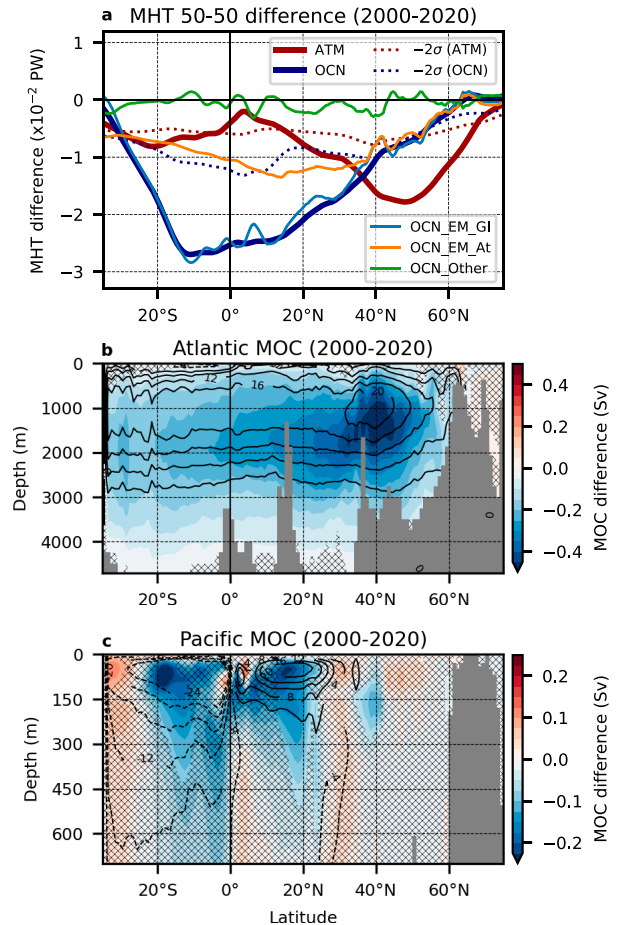 a MHT 50-50 difference (2000-2020)
ATM
OCN
−2σ (ATM)
−2σ (OCN)
MHT difference (x10⁻² PW)
1
0
−1
−2
−3
OCN_EM_Gl
OCN_EM_At
OCN_Other
20°S 0° 20°N 40°N 60°N
b Atlantic MOC (2000-2020)
Depth (m)
0
1000
2000
3000
4000
12
16
20
0
0
20°S 0° 20°N 40°N 60°N
MOC difference (Sv)
0.4
0.2
0.0
−0.2
−0.4
c Pacific MOC (2000-2020)
Depth (m)
0
150
300
450
600
-24
-12
4
8
12
4
20°S 0° 20°N 40°N 60°N
Latitude
MOC difference (Sv)
0.2
0.1
0.0
−0.1
−0.2